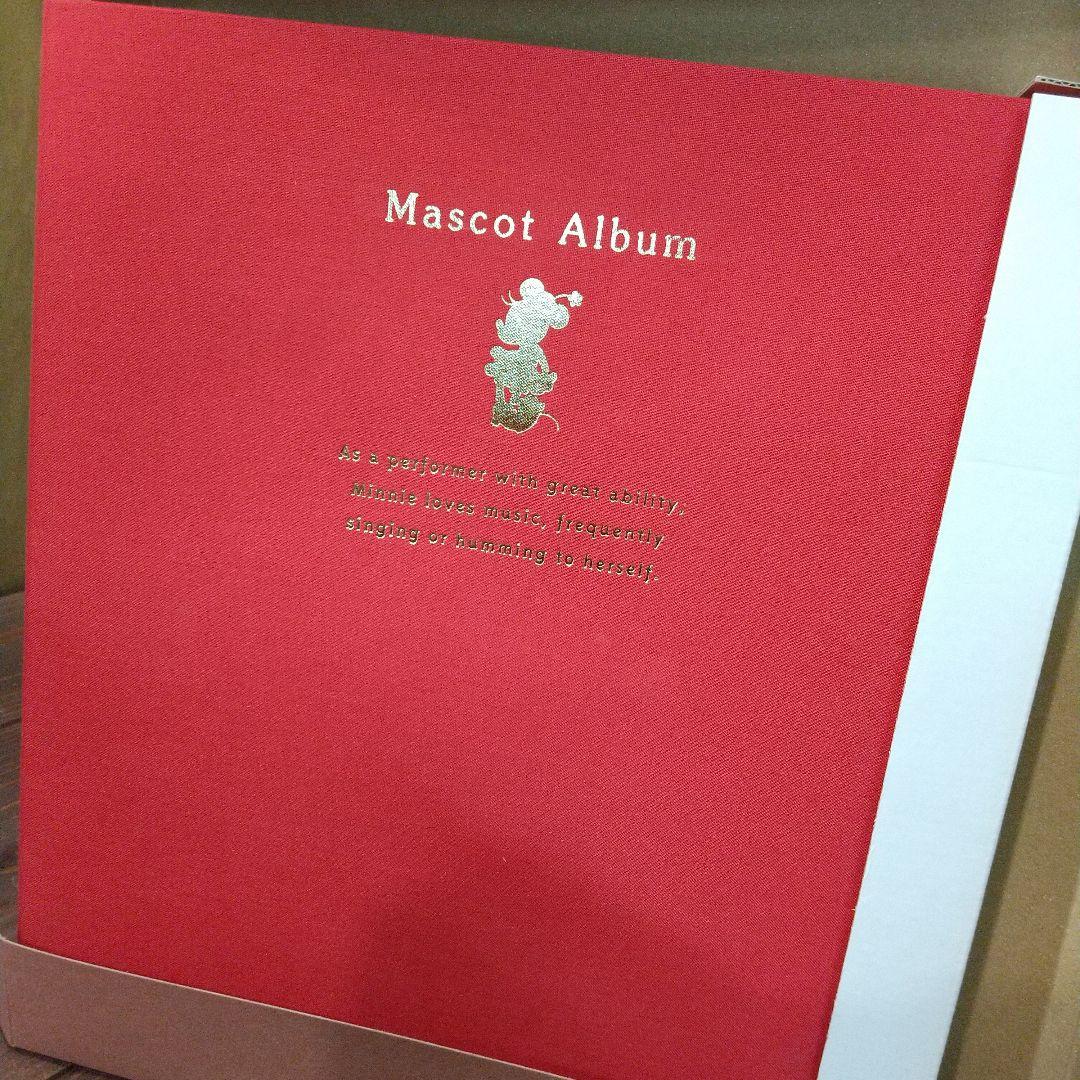 Mascot Album
As a performer with great ability,
Minnie loves music, frequently
singing or humming to herself.